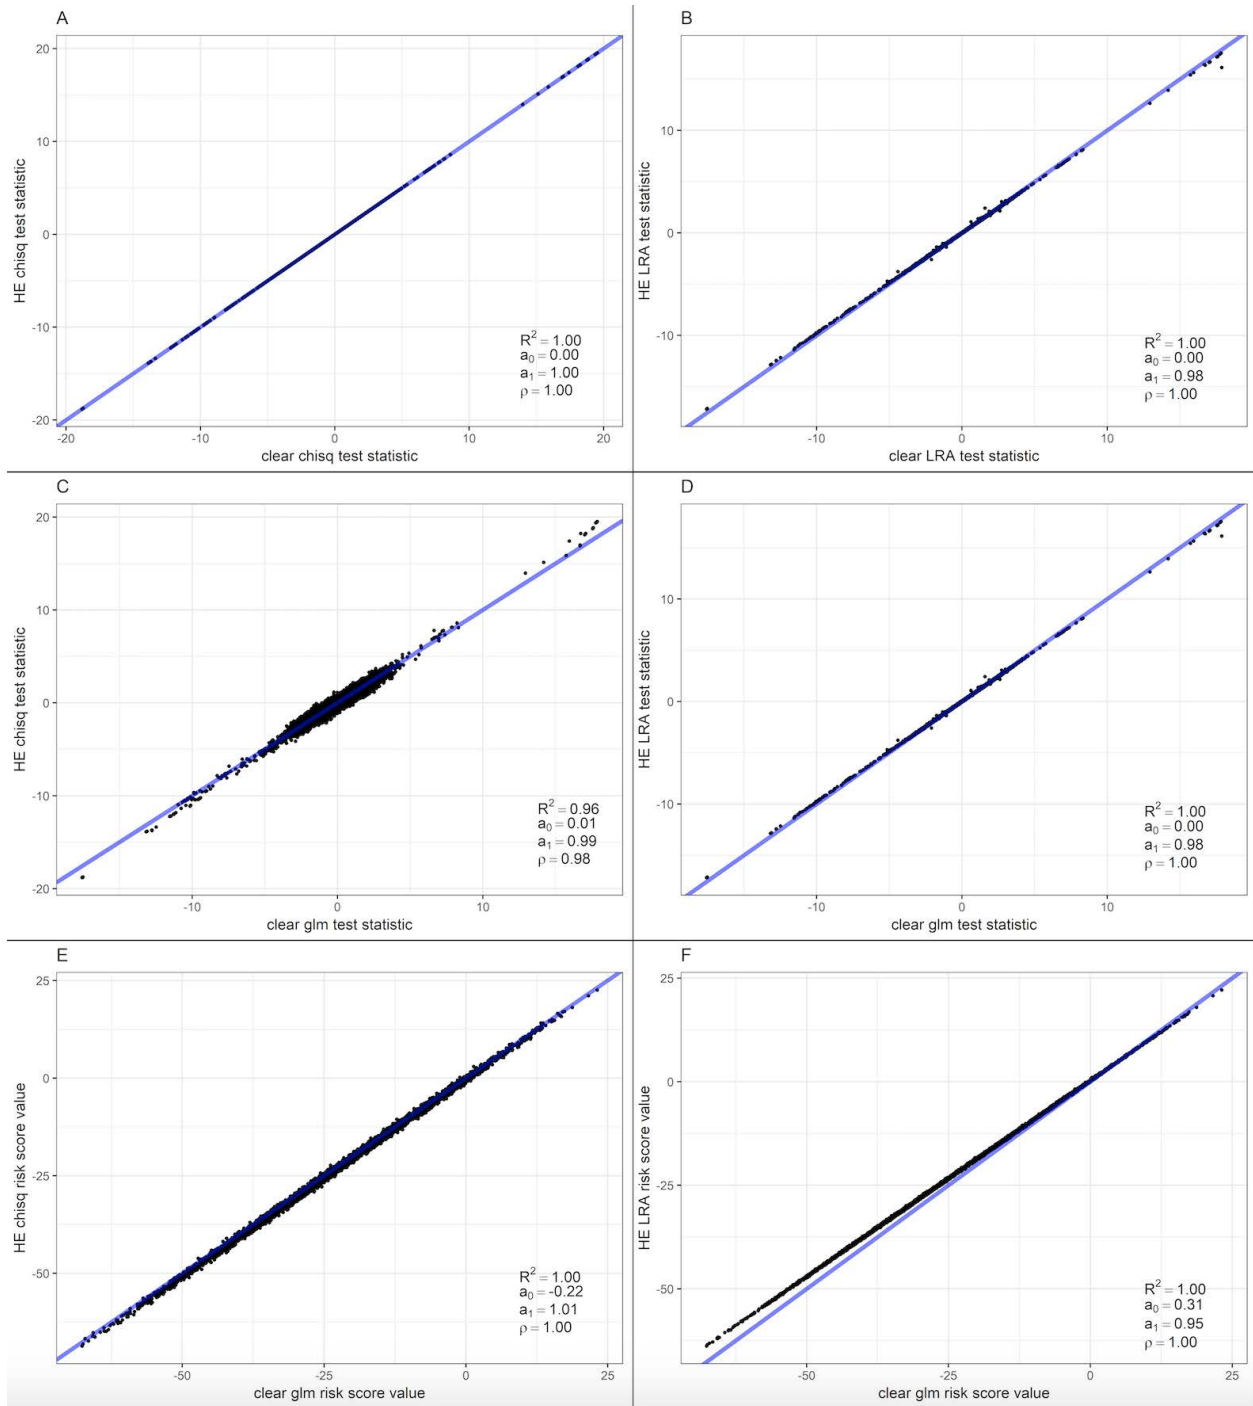 A
20
10
0
-10
-20
HE chisq test statistic
R² = 1.00
a₀ = 0.00
a₁ = 1.00
ρ = 1.00
-20 -10 0 10 20
clear chisq test statistic
B
10
0
-10
HE LRA test statistic
R² = 1.00
a₀ = 0.00
a₁ = 0.98
ρ = 1.00
-10 0 10
clear LRA test statistic
C
20
10
0
-10
-20
HE chisq test statistic
R² = 0.96
a₀ = 0.01
a₁ = 0.99
ρ = 0.98
-10 0 10
clear glm test statistic
D
10
0
-10
HE LRA test statistic
R² = 1.00
a₀ = 0.00
a₁ = 0.98
ρ = 1.00
-10 0 10
clear glm test statistic
E
25
0
-25
-50
HE chisq risk score value
R² = 1.00
a₀ = -0.22
a₁ = 1.01
ρ = 1.00
-50 -25 0 25
clear glm risk score value
F
25
0
-25
-50
HE LRA risk score value
R² = 1.00
a₀ = 0.31
a₁ = 0.95
ρ = 1.00
-50 -25 0 25
clear glm risk score value